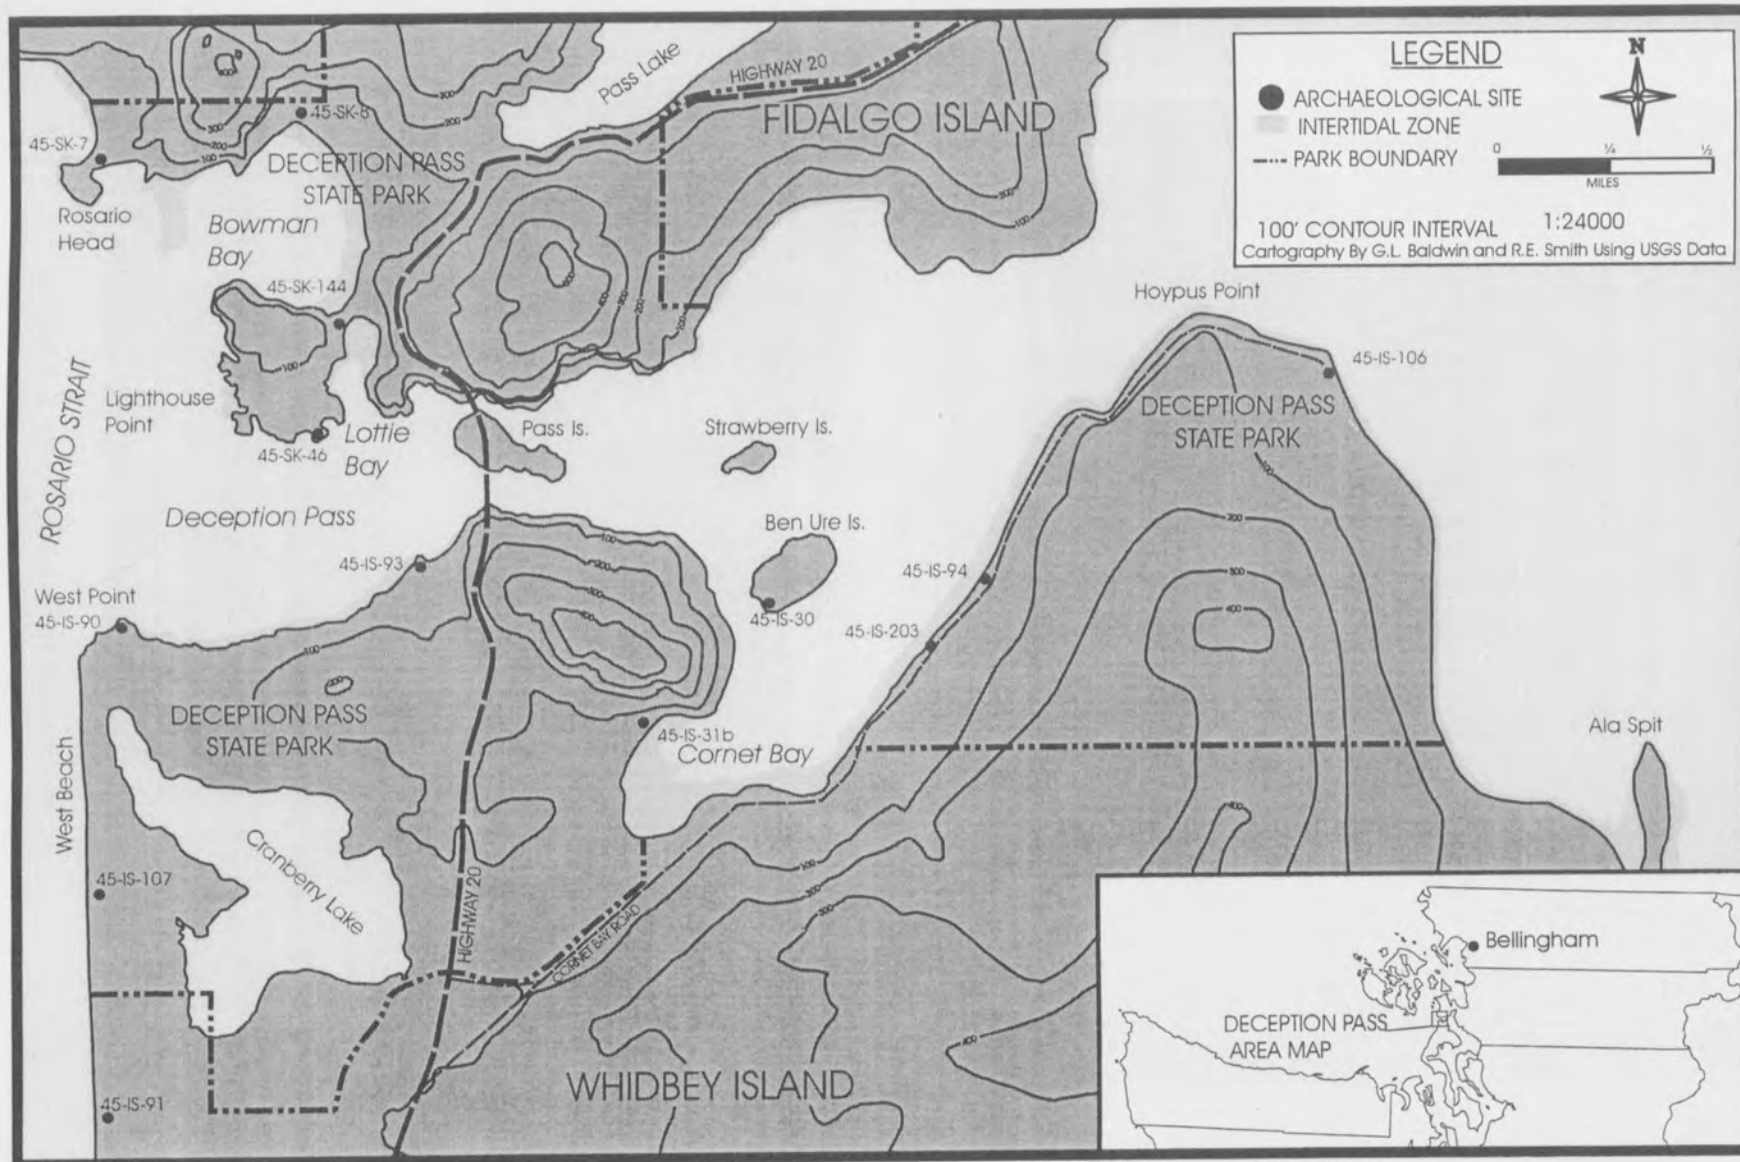 LEGEND
N
ARCHAEOLOGICAL SITE
INTERTIDAL ZONE
PARK BOUNDARY
0 ¼ ½
MILES
100' CONTOUR INTERVAL
1:24000
Cartography By G.L. Baldwin and R.E. Smith Using USGS Data
Pass Lake
HIGHWAY 20
FIDALGO ISLAND
45-SK-8
45-SK-7
DECEPTION PASS
STATE PARK
Rosario
Head
Bowman
Bay
45-SK-144
Hoypus Point
45-IS-106
ROSARIO STRAIT
Lighthouse
Point
Lottie
Bay
45-SK-46
Pass Is.
Strawberry Is.
DECEPTION PASS
STATE PARK
Deception Pass
Ben Ure Is.
45-IS-93
45-IS-94
West Point
45-IS-90
45-IS-30
45-IS-203
DECEPTION PASS
STATE PARK
45-IS-31b
Cornet Bay
Ala Spit
West Beach
45-IS-107
Cranberry Lake
HIGHWAY 20
CORNET BAY ROAD
WHIDBEY ISLAND
45-IS-91
Bellingham
DECEPTION PASS
AREA MAP